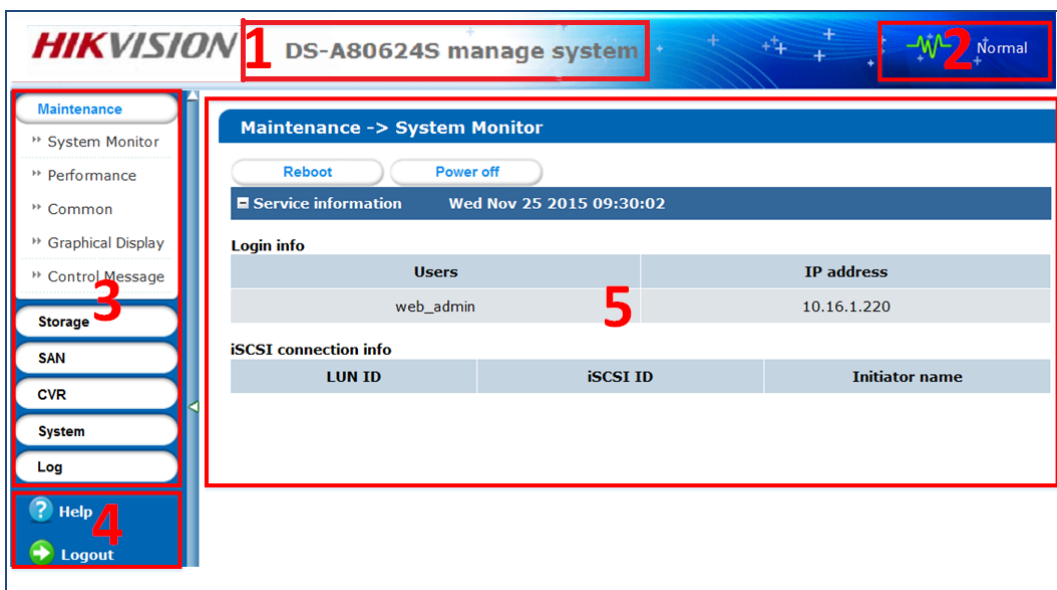 HIKVISION 1 DS-A80624S manage system 2 Normal
Maintenance
System Monitor
Performance
Common
Graphical Display
Control Message
3
Storage
SAN
CVR
System
Log
4
Help
Logout
Maintenance -> System Monitor
Reboot Power off
Service information Wed Nov 25 2015 09:30:02
Login info
Users IP address
web_admin 10.16.1.220
5
iSCSI connection info
LUN ID iSCSI ID Initiator name